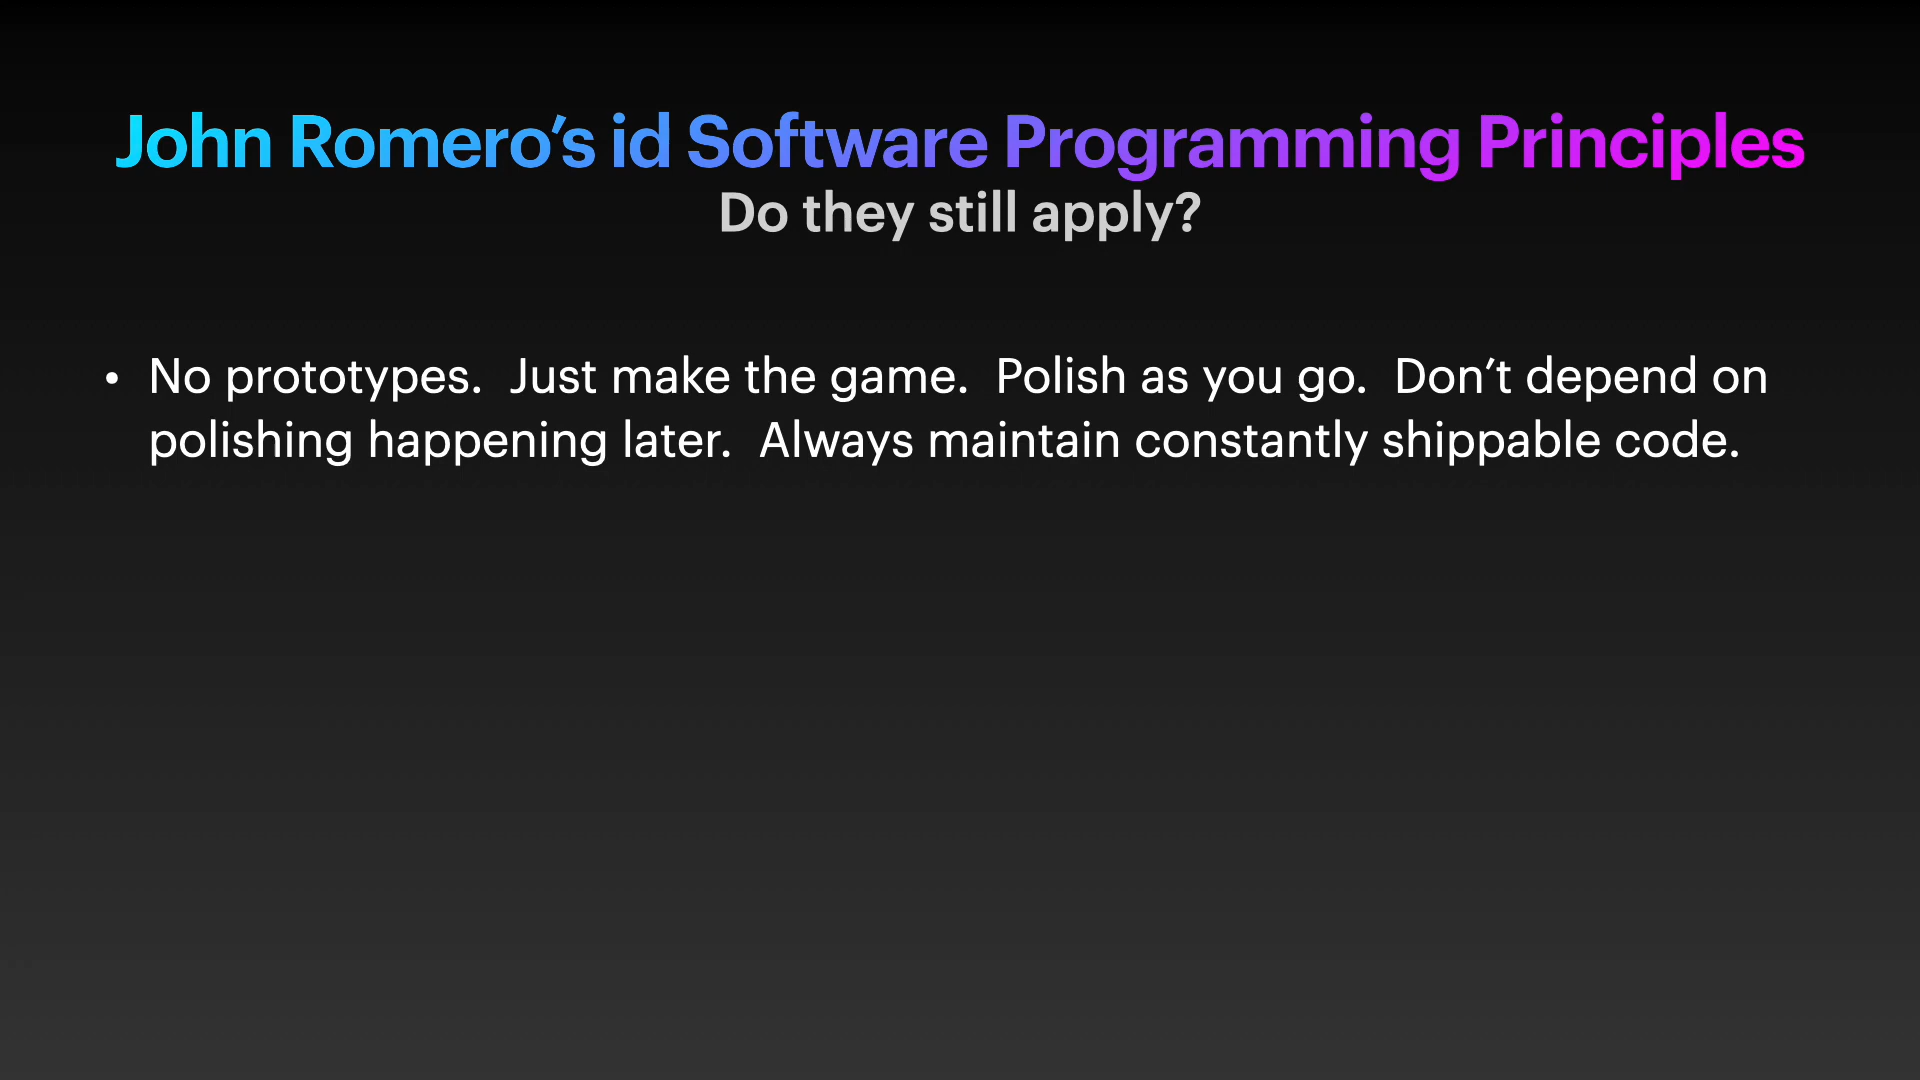 John Romero’s id Software Programming Principles
Do they still apply?
• No prototypes.  Just make the game.  Polish as you go.  Don’t depend on
polishing happening later.  Always maintain constantly shippable code.